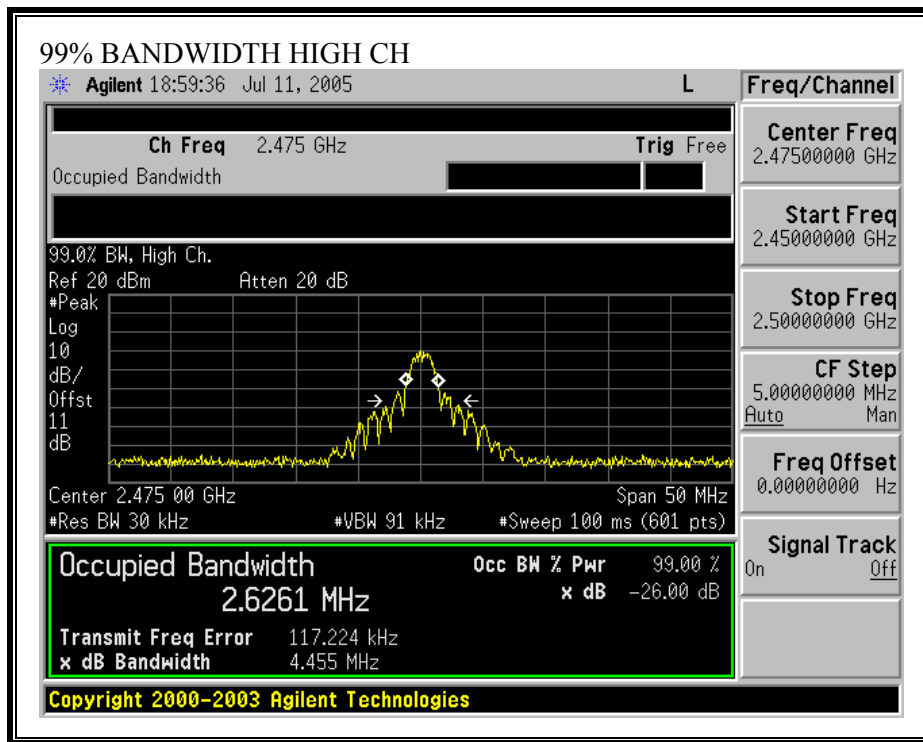 99% BANDWIDTH HIGH CH
Agilent 18:59:36 Jul 11, 2005 L
Freq/Channel
Ch Freq 2.475 GHz Trig Free
Occupied Bandwidth
Center Freq
2.47500000 GHz
Start Freq
2.45000000 GHz
Stop Freq
2.50000000 GHz
CF Step
5.00000000 MHz
Auto Man
Freq Offset
0.00000000 Hz
Signal Track
On Off
99.0% BW, High Ch.
Ref 20 dBm Atten 20 dB
#Peak
Log
10
dB/
Offst
11
dB
Center 2.475 00 GHz Span 50 MHz
#Res BW 30 kHz #VBW 91 kHz #Sweep 100 ms (601 pts)
Occupied Bandwidth Occ BW % Pwr 99.00 %
2.6261 MHz x dB -26.00 dB
Transmit Freq Error 117.224 kHz
x dB Bandwidth 4.455 MHz
Copyright 2000-2003 Agilent Technologies